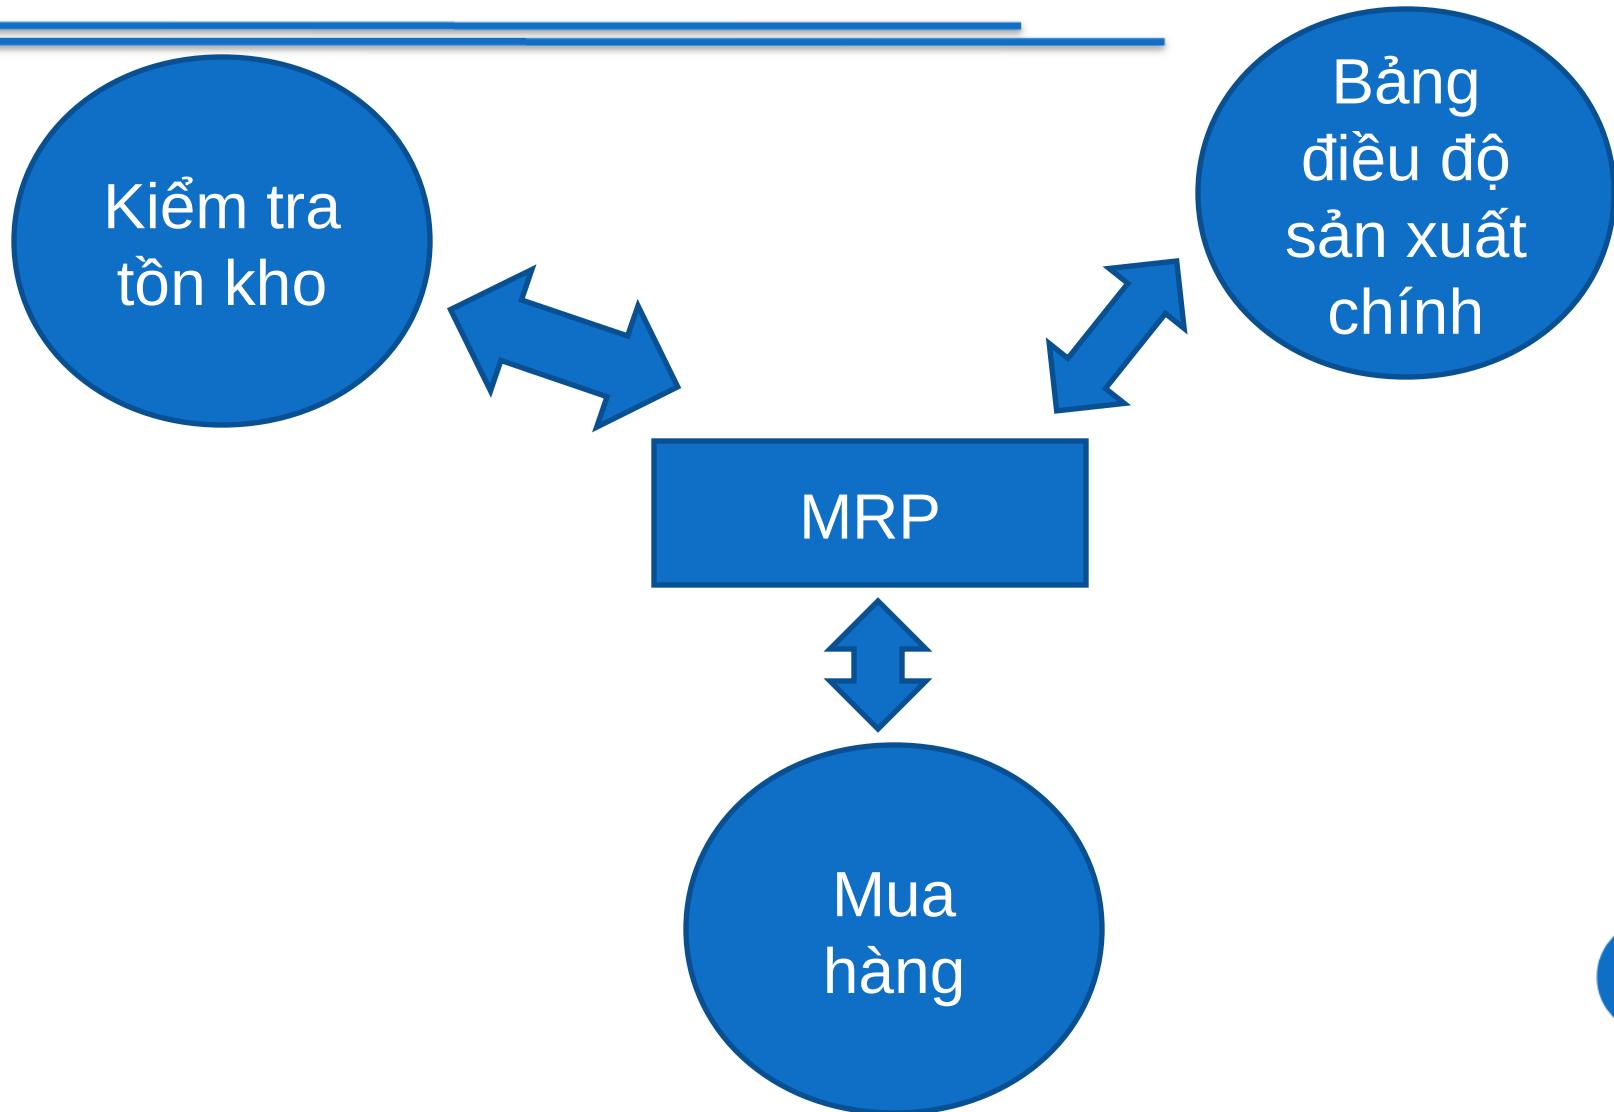 Kiểm tra
tồn kho
Bảng
điều độ
sản xuất
chính
MRP
Mua
hàng